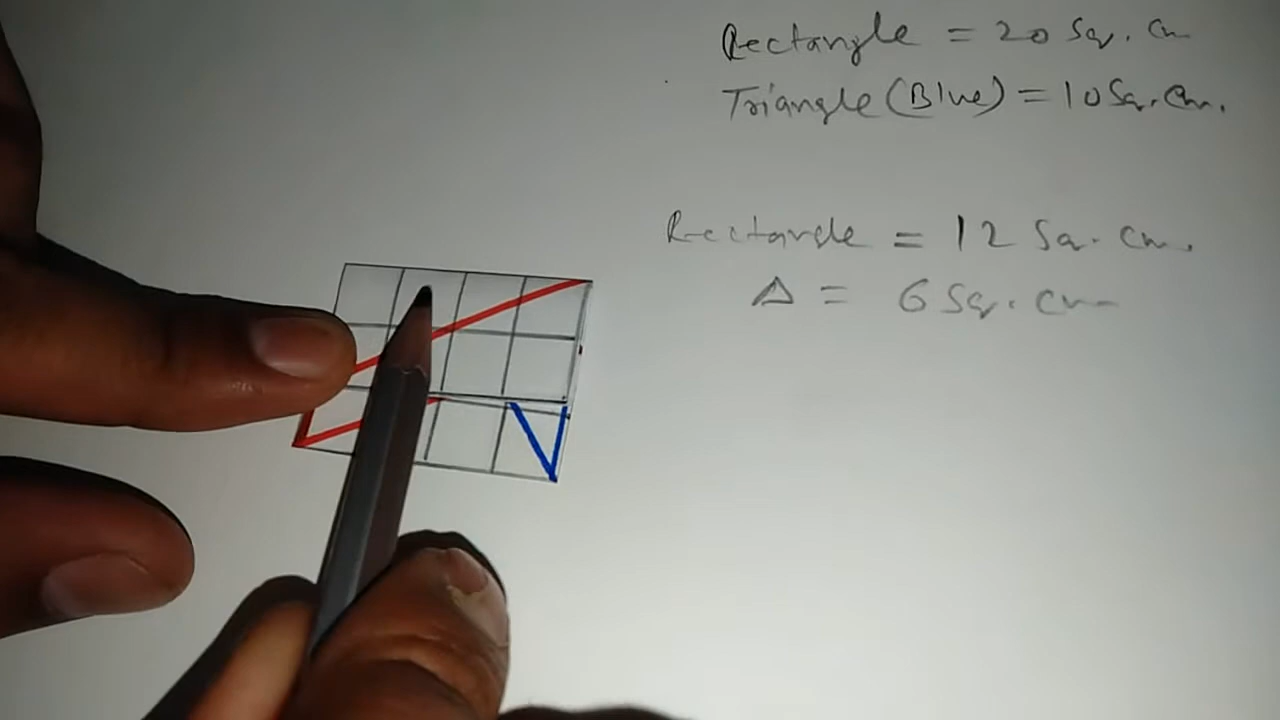 Rectangle = 20 Sq. Cm
Triangle (Blue) = 10 Sq. Cm.
Rectangle = 12 Sq. cm.
Δ = 6 Sq. cm